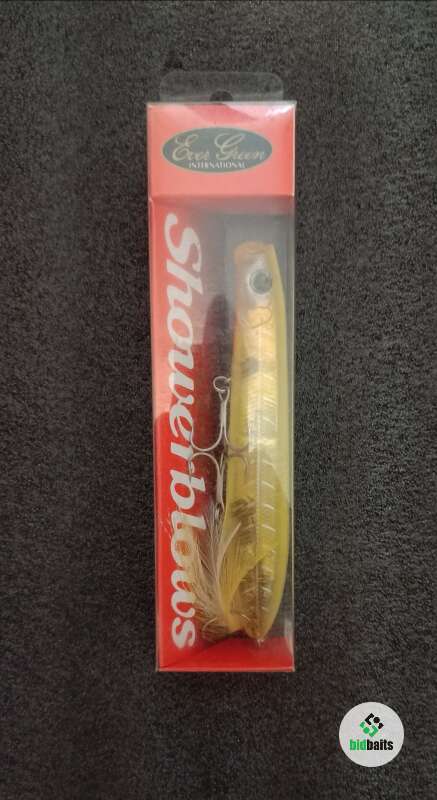 Ever Green
INTERNATIONAL
Showerblows
bidbaits